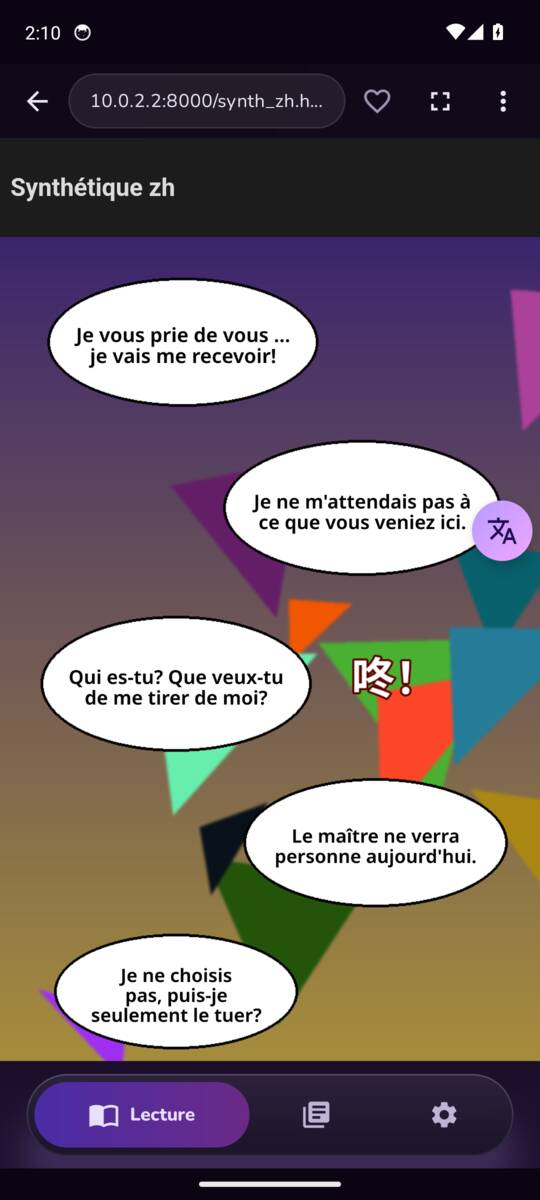 2:10
10.0.2.2:8000/synth_zh.h...
Synthétique zh
Je vous prie de vous ...
je vais me recevoir!
Je ne m'attendais pas à
ce que vous veniez ici.
Qui es-tu? Que veux-tu
de me tirer de moi?
咚!
Le maître ne verra
personne aujourd'hui.
Je ne choisis
pas, puis-je
seulement le tuer?
Lecture